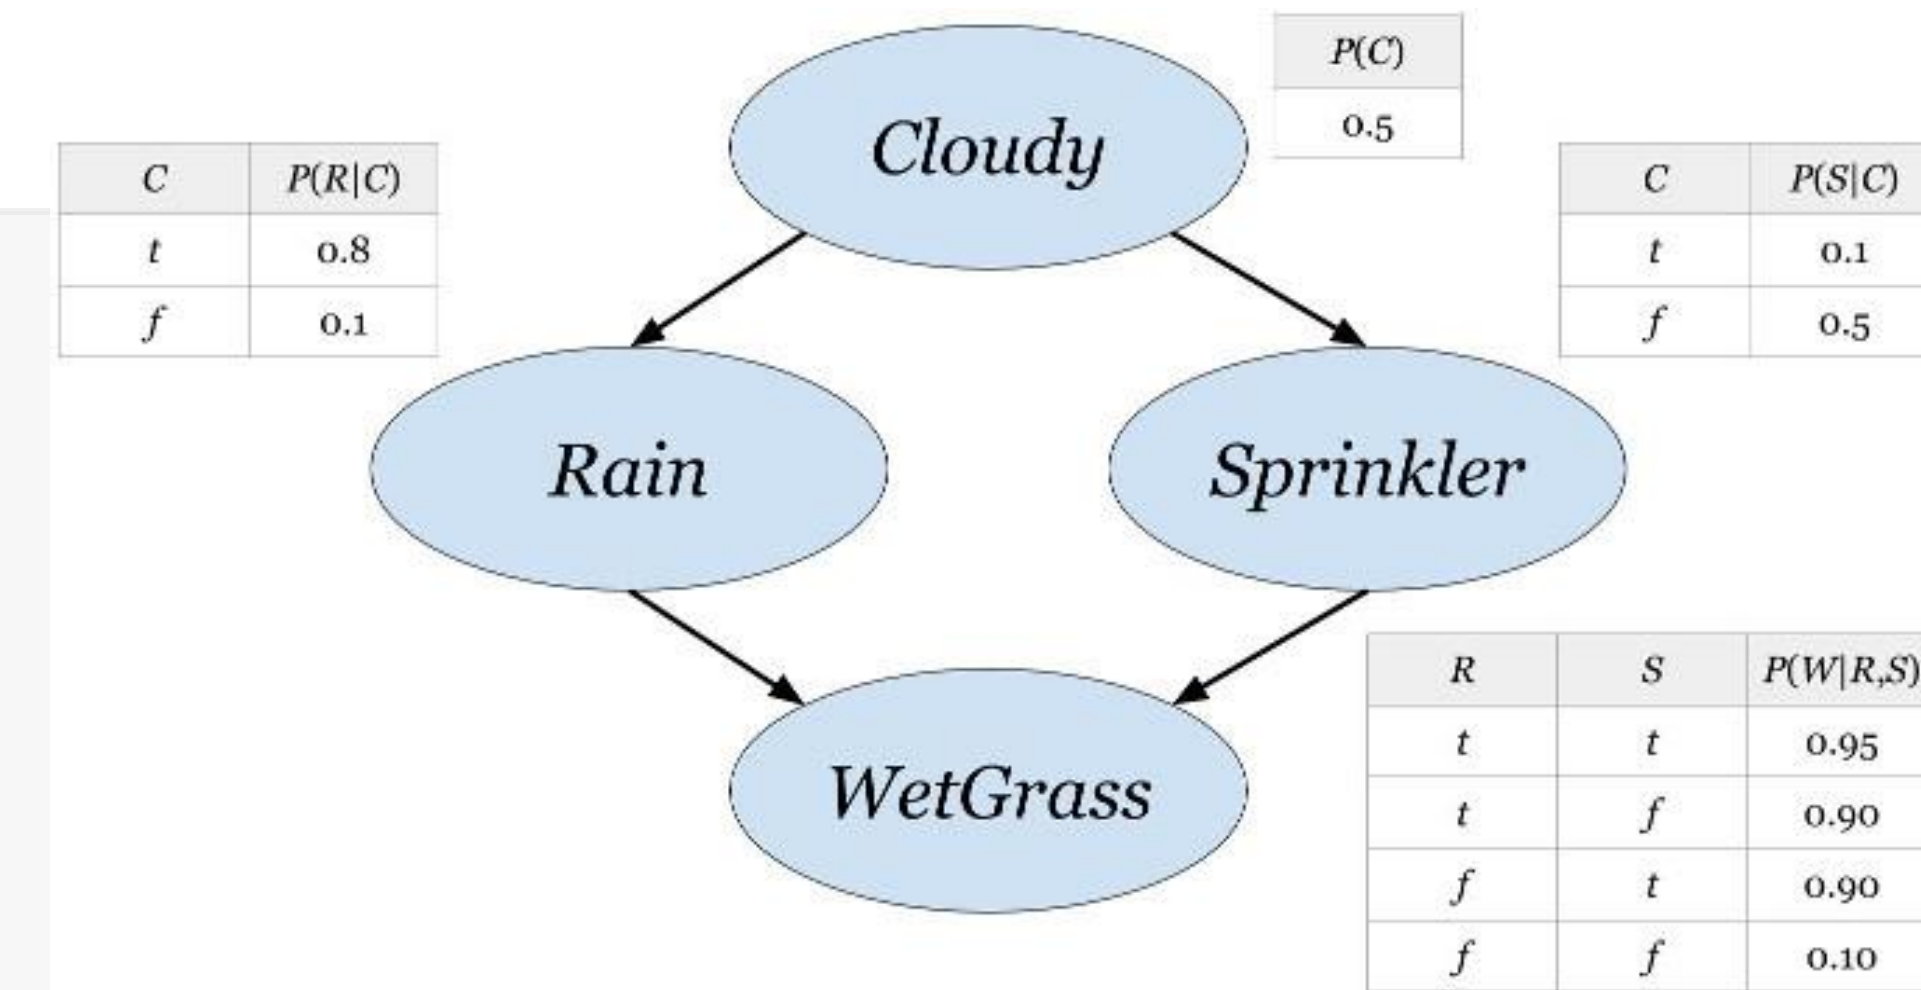 P(C)
0.5
Cloudy
C P(R|C)
t 0.8
f 0.1
C P(S|C)
t 0.1
f 0.5
Rain
Sprinkler
WetGrass
R S P(W|R,S)
t t 0.95
t f 0.90
f t 0.90
f f 0.10